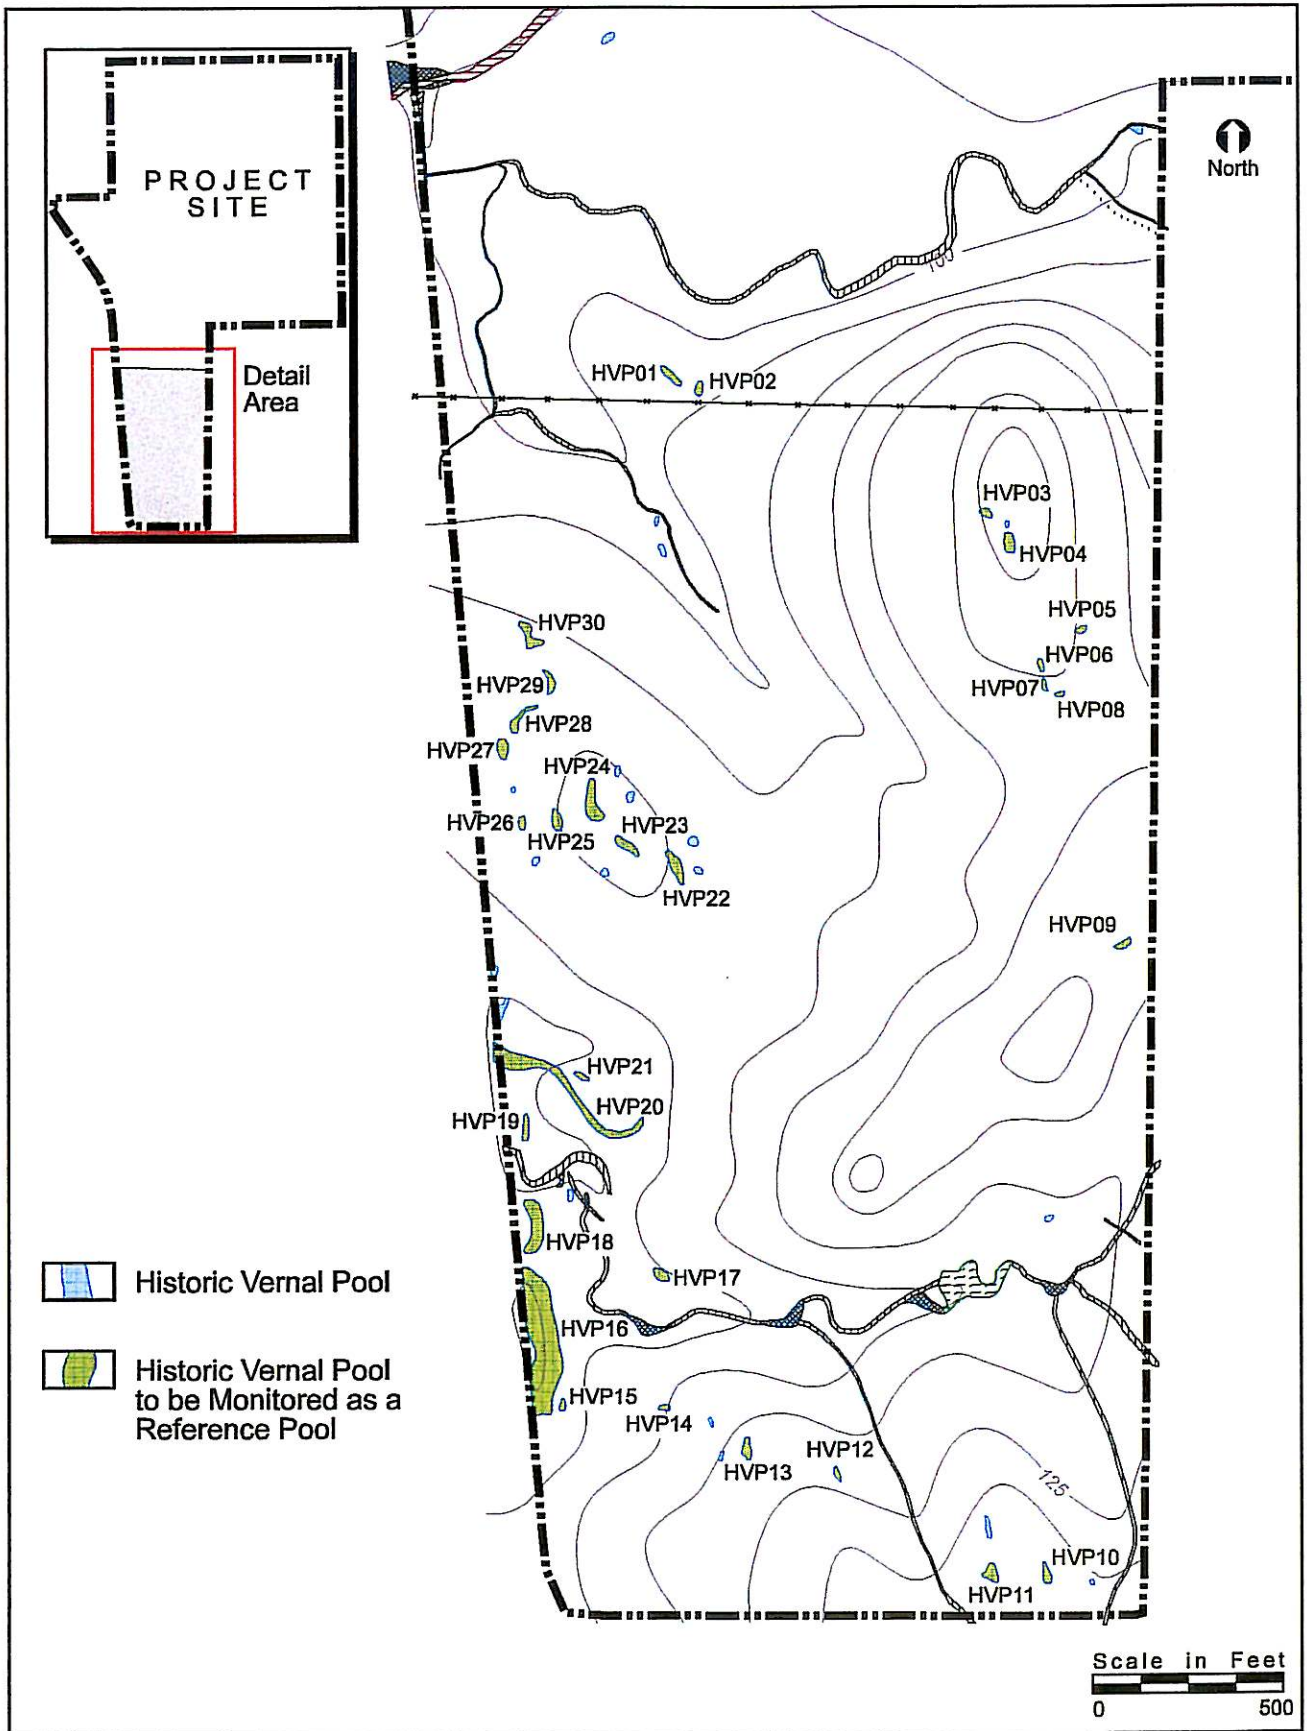 PROJECT
SITE
Detail
Area
North
100
HVP01
HVP02
HVP03
HVP04
HVP05
HVP06
HVP07
HVP08
HVP30
HVP29
HVP28
HVP27
HVP24
HVP26
HVP25
HVP23
HVP22
HVP09
HVP21
HVP20
HVP19
HVP18
HVP17
HVP16
HVP15
HVP14
HVP13
HVP12
125
HVP10
HVP11
Historic Vernal Pool
Historic Vernal Pool
to be Monitored as a
Reference Pool
Scale in Feet
0 500